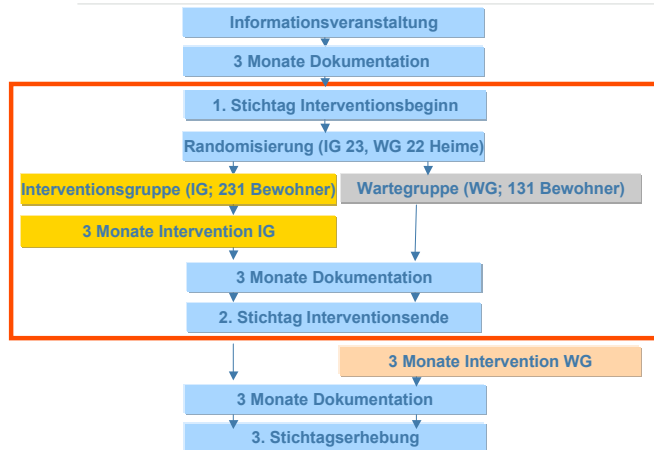 Informationsveranstaltung
3 Monate Dokumentation
1. Stichtag Interventionsbeginn
Randomisierung (IG 23, WG 22 Heime)
Interventionsgruppe (IG; 231 Bewohner)
Wartegruppe (WG; 131 Bewohner)
3 Monate Intervention IG
3 Monate Dokumentation
2. Stichtag Interventionsende
3 Monate Intervention WG
3 Monate Dokumentation
3. Stichtagserhebung